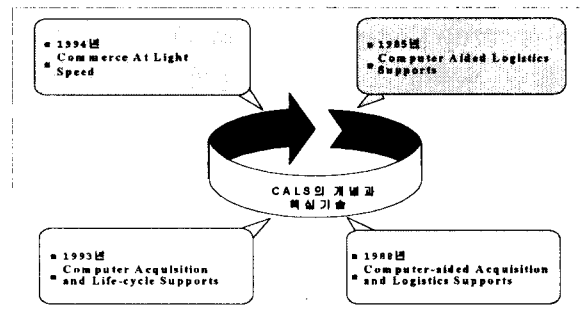 ■ 1994년
■ Commerce At Light
Speed
■ 1985년
■ Computer Aided Logistics
Supports
CALS의 개념과
핵심기술
■ 1993년
■ Computer Acquisition
and Life-cycle Supports
■ 1988년
■ Computer-aided Acquisition
and Logistics Supports